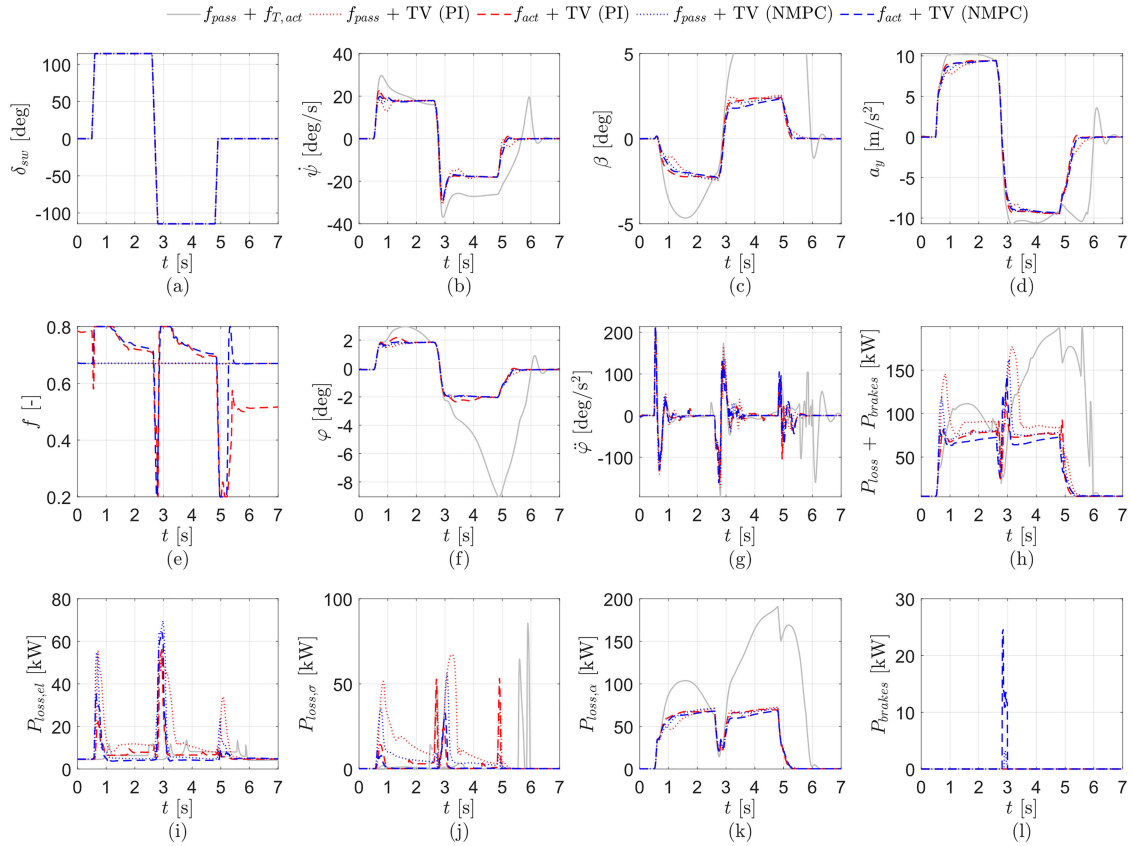 f_pass + f_T,act f_pass + TV (PI) f_act + TV (PI) f_pass + TV (NMPC) f_act + TV (NMPC)
δ_sw [deg]
100
50
0
-50
-100
0 1 2 3 4 5 6 7
t [s]
(a)
ψ̇ [deg/s]
40
20
0
-20
-40
0 1 2 3 4 5 6 7
t [s]
(b)
β [deg]
5
0
-5
0 1 2 3 4 5 6 7
t [s]
(c)
a_y [m/s²]
10
5
0
-5
-10
0 1 2 3 4 5 6 7
t [s]
(d)
f [-]
0.8
0.6
0.4
0.2
0 1 2 3 4 5 6 7
t [s]
(e)
φ [deg]
2
0
-2
-4
-6
-8
0 1 2 3 4 5 6 7
t [s]
(f)
φ̈ [deg/s²]
200
100
0
-100
0 1 2 3 4 5 6 7
t [s]
(g)
P_loss + P_brakes [kW]
150
100
50
0 1 2 3 4 5 6 7
t [s]
(h)
P_loss,el [kW]
80
60
40
20
0
0 1 2 3 4 5 6 7
t [s]
(i)
P_loss,σ [kW]
100
50
0
0 1 2 3 4 5 6 7
t [s]
(j)
P_loss,α [kW]
200
150
100
50
0
0 1 2 3 4 5 6 7
t [s]
(k)
P_brakes [kW]
30
20
10
0
0 1 2 3 4 5 6 7
t [s]
(l)